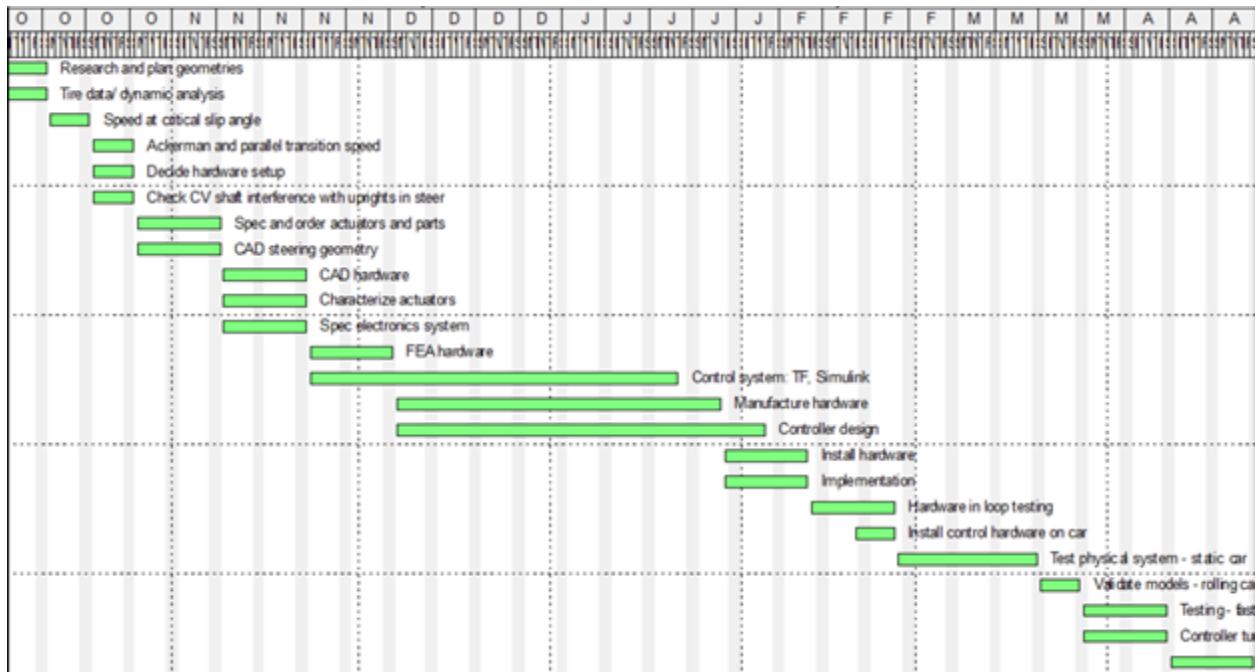 O O O O N N N N N D D D D J J J J J F F F F M M M M A A A
Research and plan geometries
Tire data/ dynamic analysis
Speed at critical slip angle
Ackerman and parallel transition speed
Decide hardware setup
Check CV shaft interference with uprights in steer
Spec and order actuators and parts
CAD steering geometry
CAD hardware
Characterize actuators
Spec electronics system
FEA hardware
Control system: TF, Simulink
Manufacture hardware
Controller design
Install hardware
Implementation
Hardware in loop testing
Install control hardware on car
Test physical system - static car
Validate models - rolling ca
Testing - fast
Controller tu